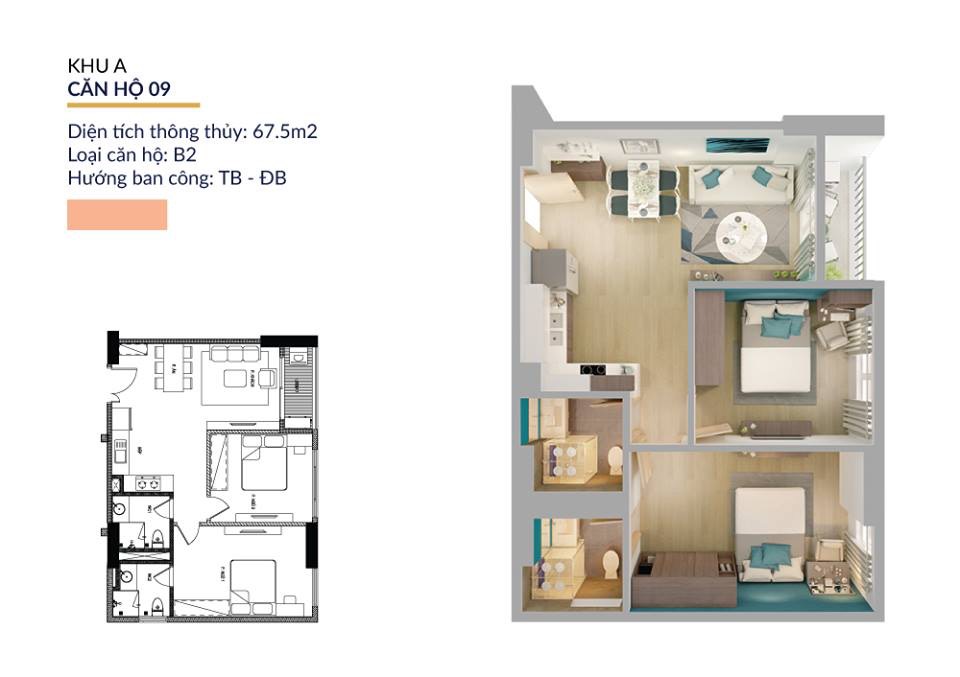 KHU A
CĂN HỘ 09
Diện tích thông thủy: 67.5m2
Loại căn hộ: B2
Hướng ban công: TB - ĐB